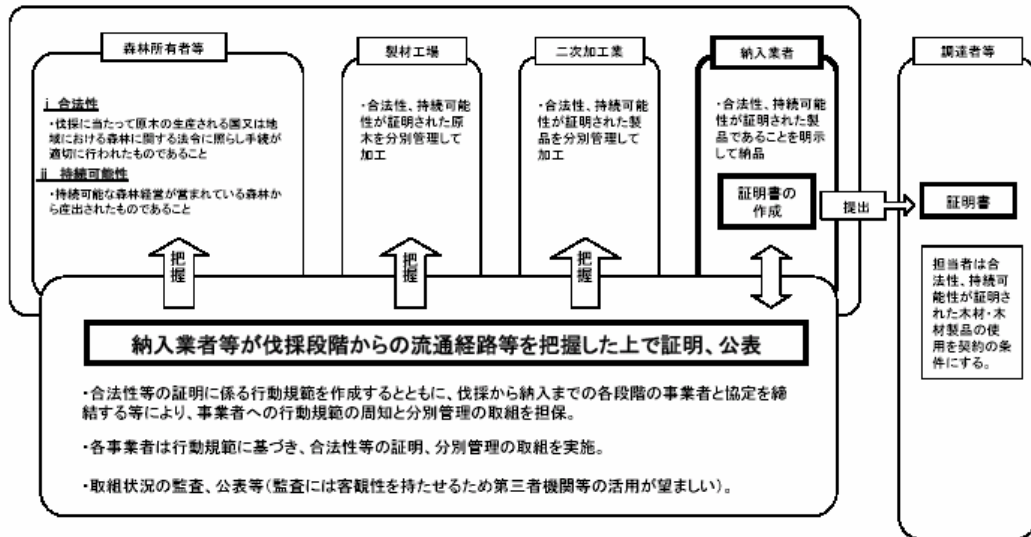 森林所有者等
i 合法性
・伐採に当たって原木の生産される国又は地
域における森林に関する法令に照らし手続が
適切に行われたものであること
ii 持続可能性
・持続可能な森林経営が営まれている森林か
ら産出されたものであること
製材工場
・合法性、持続可能
性が証明された原
木を分別管理して
加工
二次加工業
・合法性、持続可能
性が証明された製
品を分別管理して
加工
納入業者
・合法性、持続可能
性が証明された製
品であることを明示
して納品
証明書の
作成
提出
調達者等
証明書
担当者は合
法性、持続
可能性が証
明された木材・木
材製品の使
用を契約の条
件にする。
把握
把握
把握
納入業者等が伐採段階からの流通経路等を把握した上で証明、公表
・合法性等の証明に係る行動規範を作成するとともに、伐採から納入までの各段階の事業者と協定を締
結する等により、事業者への行動規範の周知と分別管理の取組を担保。
・各事業者は行動規範に基づき、合法性等の証明、分別管理の取組を実施。
・取組状況の監査、公表等(監査には客観性を持たせるため第三者機関等の活用が望ましい)。